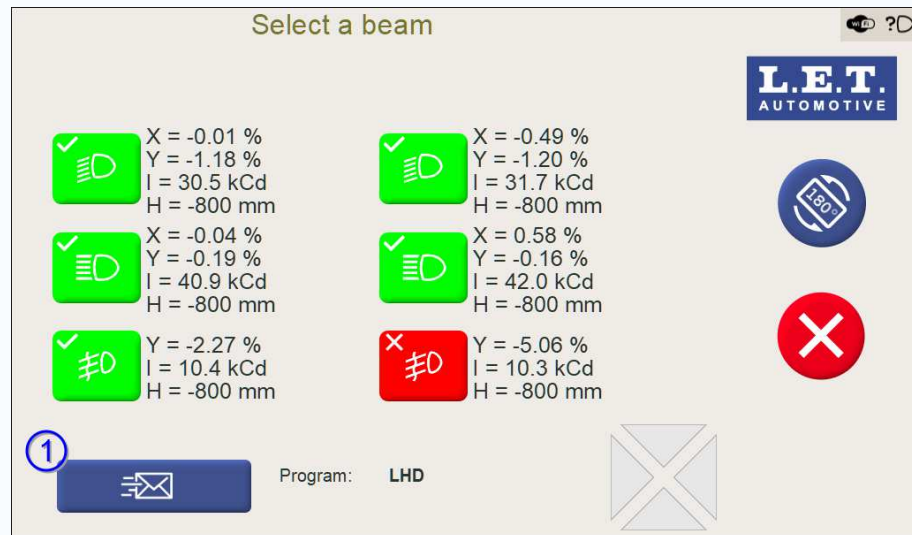 Select a beam
WiFi ?D
L.E.T.
AUTOMOTIVE
X = -0.01 %
Y = -1.18 %
I = 30.5 kCd
H = -800 mm
X = -0.49 %
Y = -1.20 %
I = 31.7 kCd
H = -800 mm
180°
X = -0.04 %
Y = -0.19 %
I = 40.9 kCd
H = -800 mm
X = 0.58 %
Y = -0.16 %
I = 42.0 kCd
H = -800 mm
Y = -2.27 %
I = 10.4 kCd
H = -800 mm
Y = -5.06 %
I = 10.3 kCd
H = -800 mm
1
Program: LHD